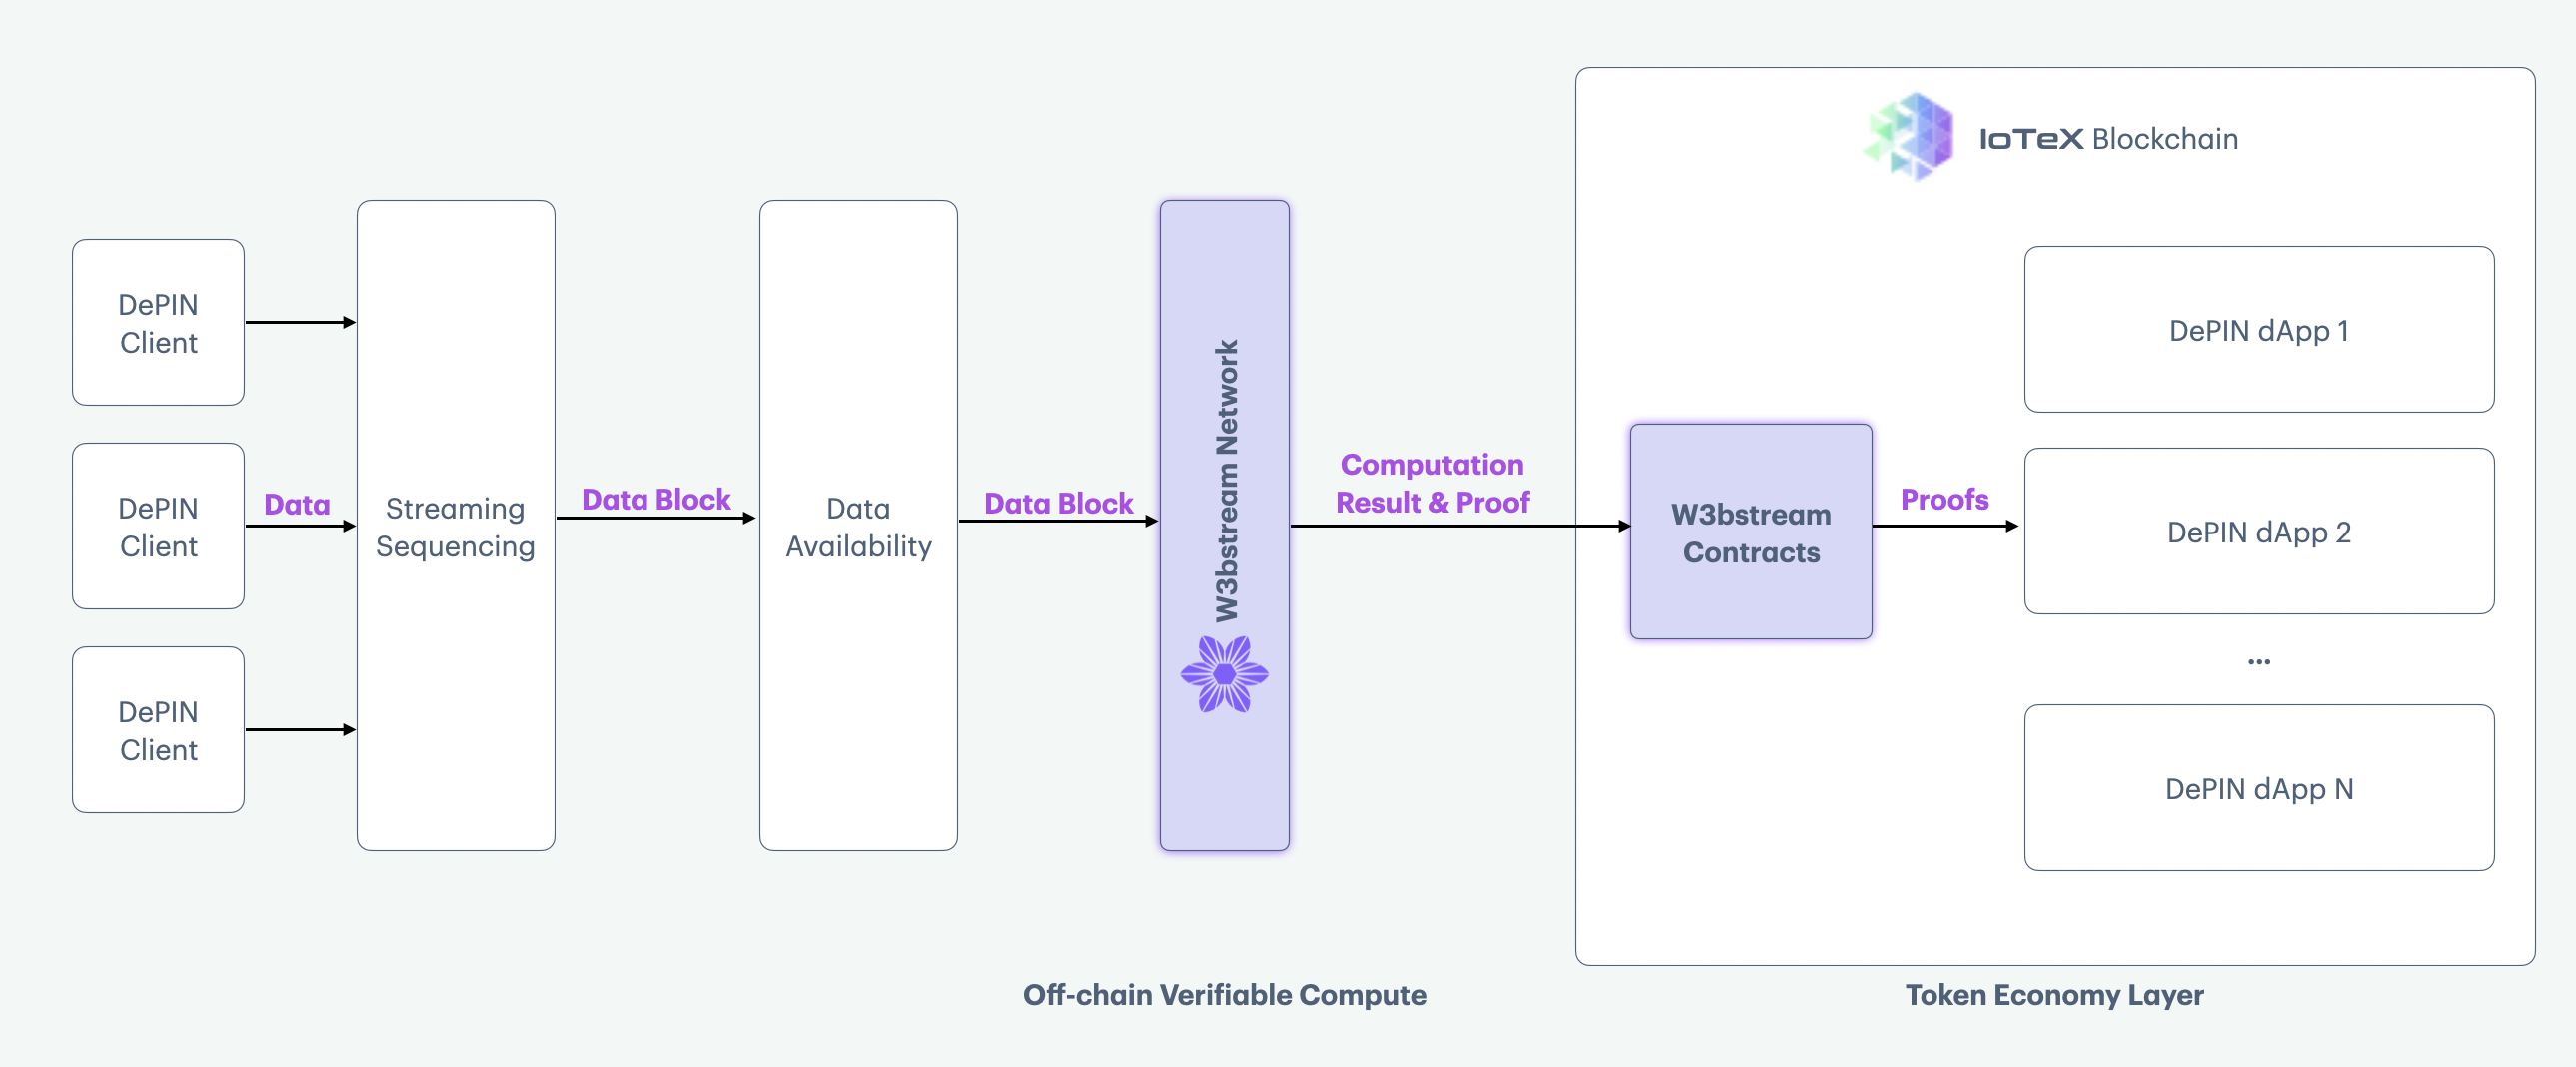 IoTeX Blockchain
DePIN
Client
DePIN
Client
DePIN
Client
Data
Streaming
Sequencing
Data Block
Data
Availability
Data Block
W3bstream Network
Computation
Result & Proof
W3bstream
Contracts
Proofs
DePIN dApp 1
DePIN dApp 2
...
DePIN dApp N
Off-chain Verifiable Compute
Token Economy Layer